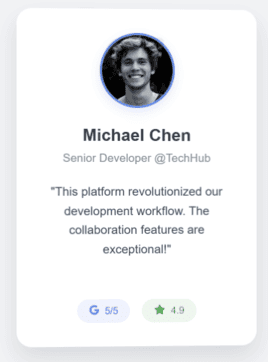 Michael Chen
Senior Developer @TechHub
"This platform revolutionized our
development workflow. The
collaboration features are
exceptional!"
G 5/5
4.9